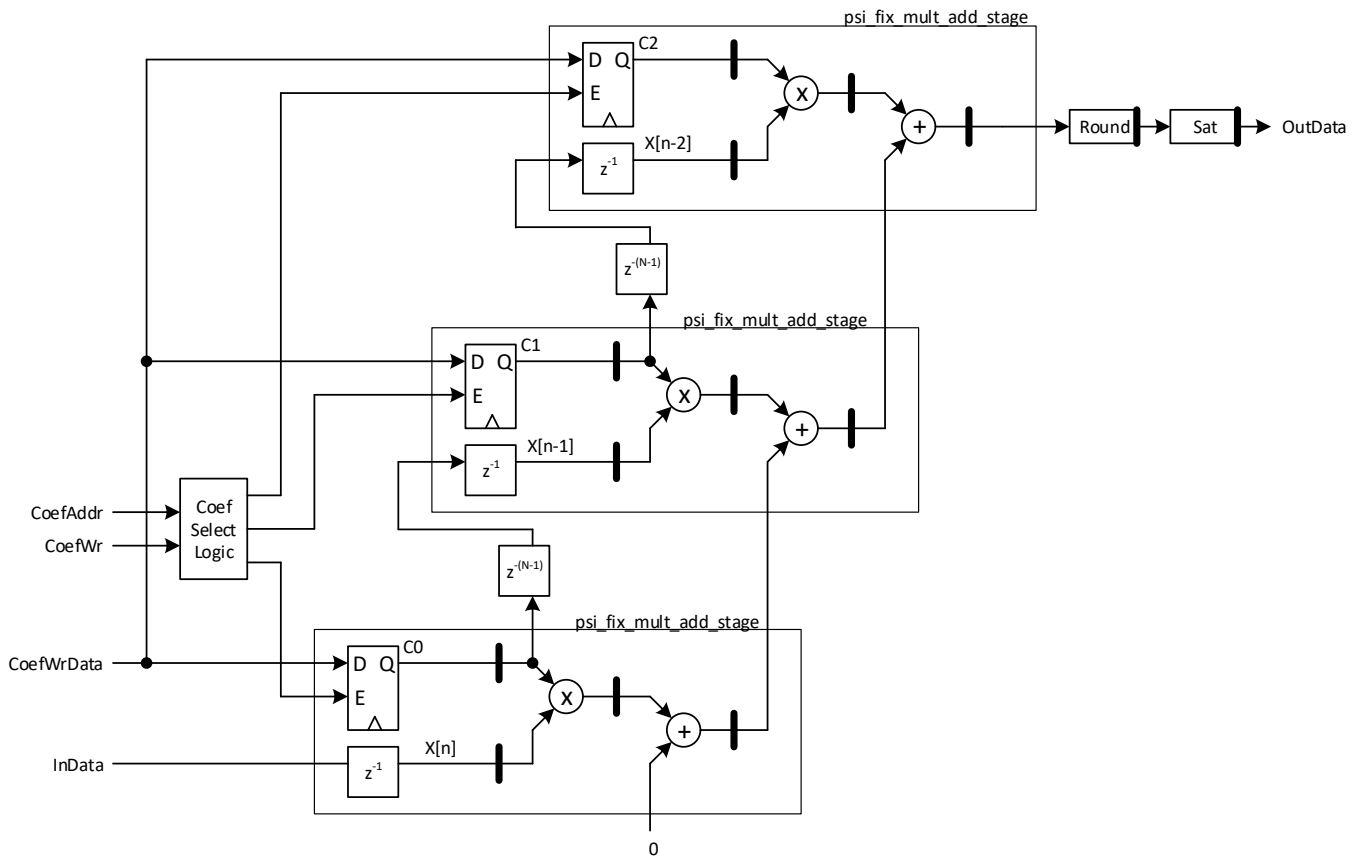 psi_fix_mult_add_stage
C2
D Q
E
X
+
Round
Sat
OutData
X[n-2]
z-1
z-(N-1)
psi_fix_mult_add_stage
C1
D Q
E
X
+
X[n-1]
z-1
CoefAddr
CoefWr
Coef
Select
Logic
z-(N-1)
psi_fix_mult_add_stage
CoefWrData
C0
D Q
E
X
+
InData
X[n]
z-1
0